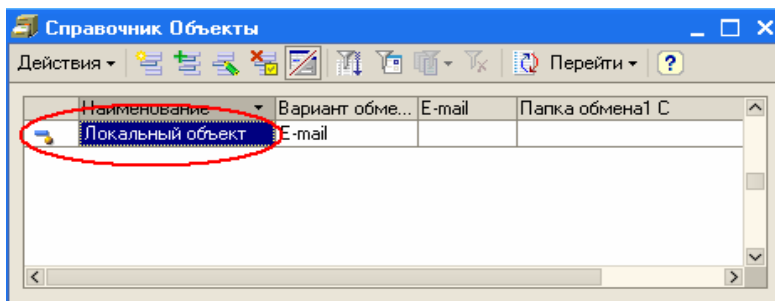 Справочник Объекты
Действия Перейти ?
Наименование Вариант обме... E-mail Папка обмена1 С
Локальный объект E-mail